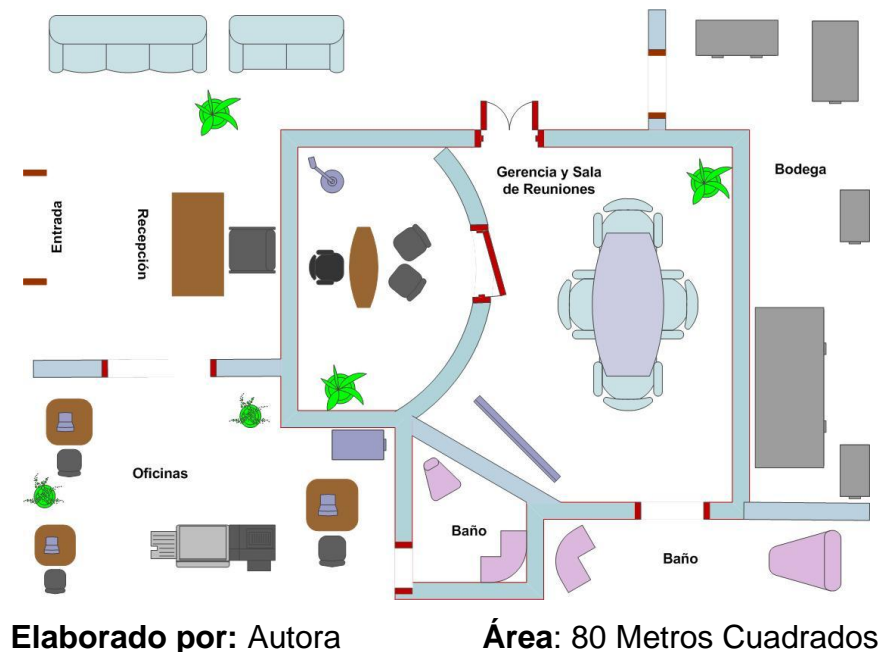 Gerencia y Sala
de Reuniones
Bodega
Entrada
Recepción
Oficinas
Baño
Baño
Elaborado por: Autora
Área: 80 Metros Cuadrados